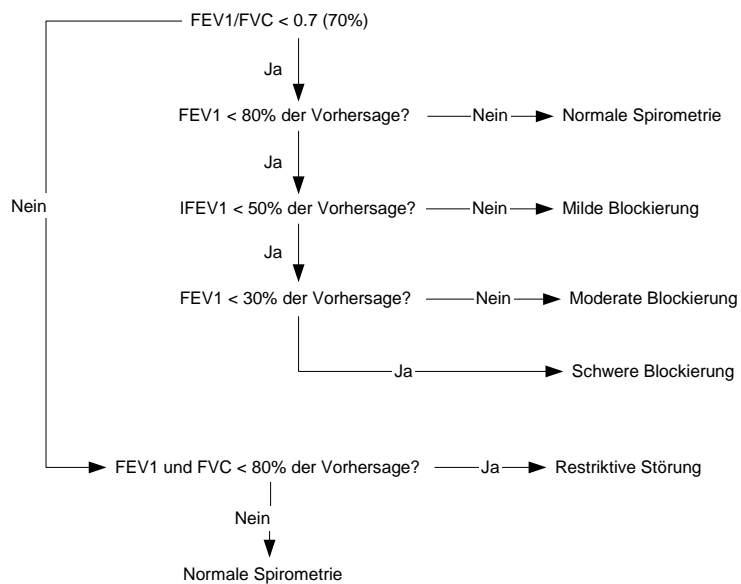 FEV1/FVC < 0.7 (70%)
Ja
FEV1 < 80% der Vorhersage?
Nein
Normale Spirometrie
Ja
Nein
IFEV1 < 50% der Vorhersage?
Nein
Milde Blockierung
Ja
FEV1 < 30% der Vorhersage?
Nein
Moderate Blockierung
Ja
Schwere Blockierung
FEV1 und FVC < 80% der Vorhersage?
Ja
Restriktive Störung
Nein
Normale Spirometrie